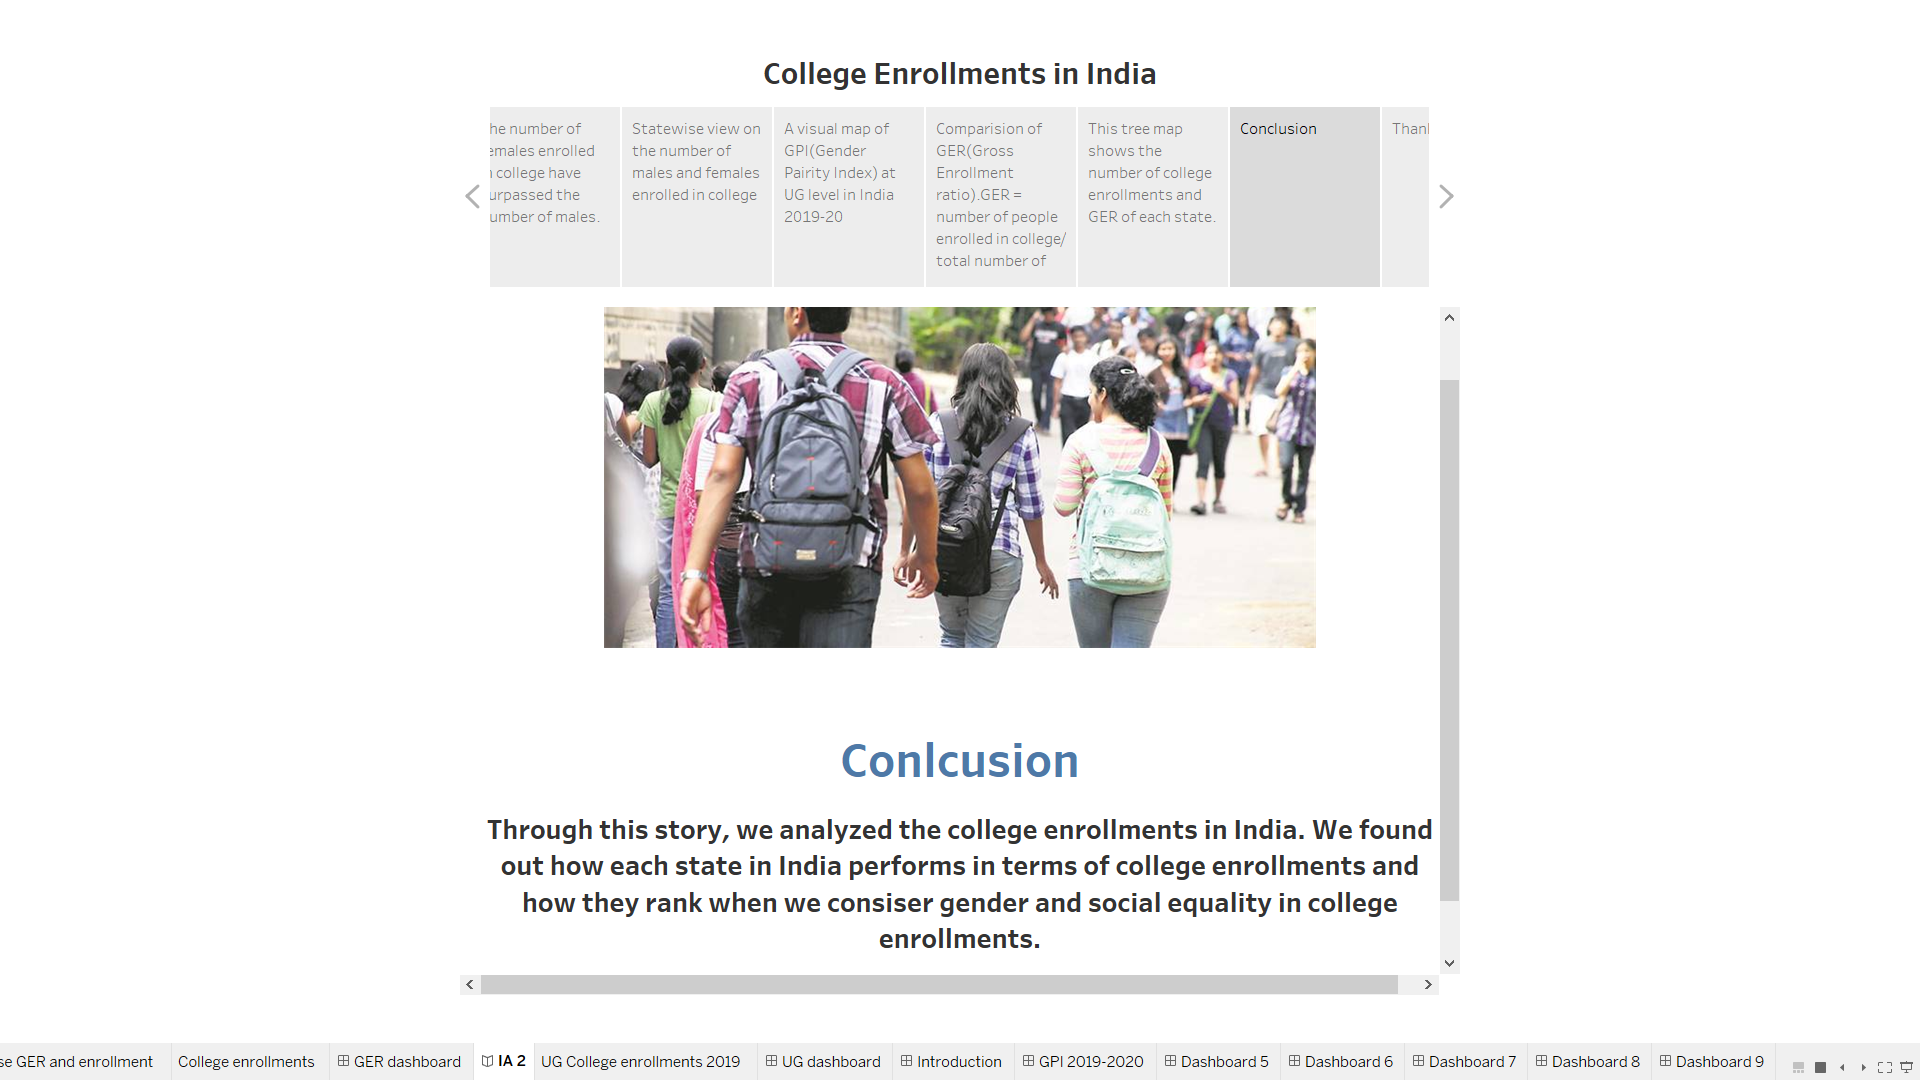 College Enrollments in India
he number of
emales enrolled
n college have
urpassed the
umber of males.
Statewise view on
the number of
males and females
enrolled in college
A visual map of
GPI(Gender
Pairity Index) at
UG level in India
2019-20
Comparision of
GER(Gross
Enrollment
ratio).GER =
number of people
enrolled in college/
total number of
This tree map
shows the
number of college
enrollments and
GER of each state.
Conclusion
Than
Conlcusion
Through this story, we analyzed the college enrollments in India. We found
out how each state in India performs in terms of college enrollments and
how they rank when we consiser gender and social equality in college
enrollments.
se GER and enrollment College enrollments GER dashboard IA 2 UG College enrollments 2019 UG dashboard Introduction GPI 2019-2020 Dashboard 5 Dashboard 6 Dashboard 7 Dashboard 8 Dashboard 9